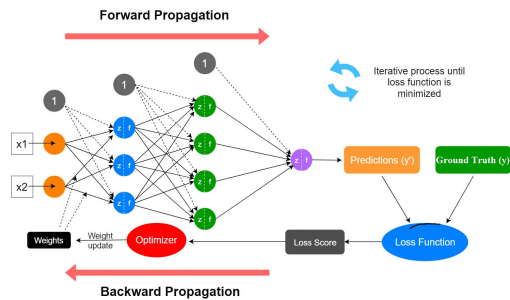 Forward Propagation
1
1
1
Iterative process until
loss function is
minimized
x1
x2
z f
z f
z f
z f
z f
z f
z f
z f
Predictions (y')
Ground Truth (y)
Weights
Weight
update
Optimizer
Loss Score
Loss Function
Backward Propagation